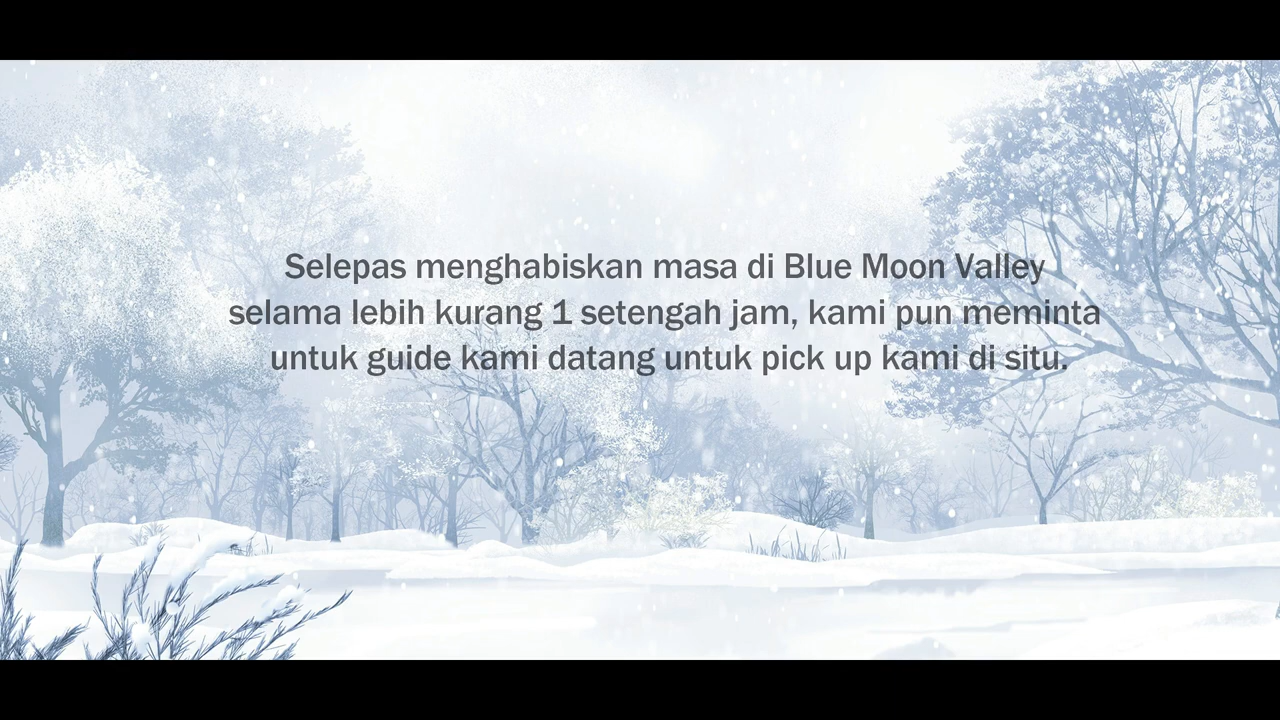 Selepas menghabiskan masa di Blue Moon Valley
selama lebih kurang 1 setengah jam, kami pun meminta
untuk guide kami datang untuk pick up kami di situ.